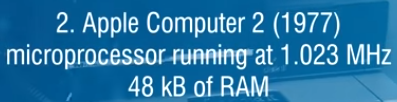 2. Apple Computer 2 (1977)
microprocessor running at 1.023 MHz
48 kB of RAM